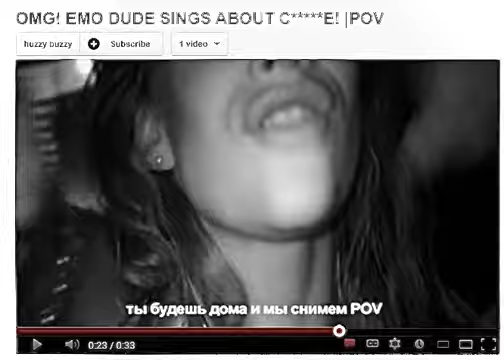 OMG! EMO DUDE SINGS ABOUT C*****E! |POV
huzzy buzzy Subscribe 1 video
ты будешь дома и мы снимем POV
0:23 / 0:33